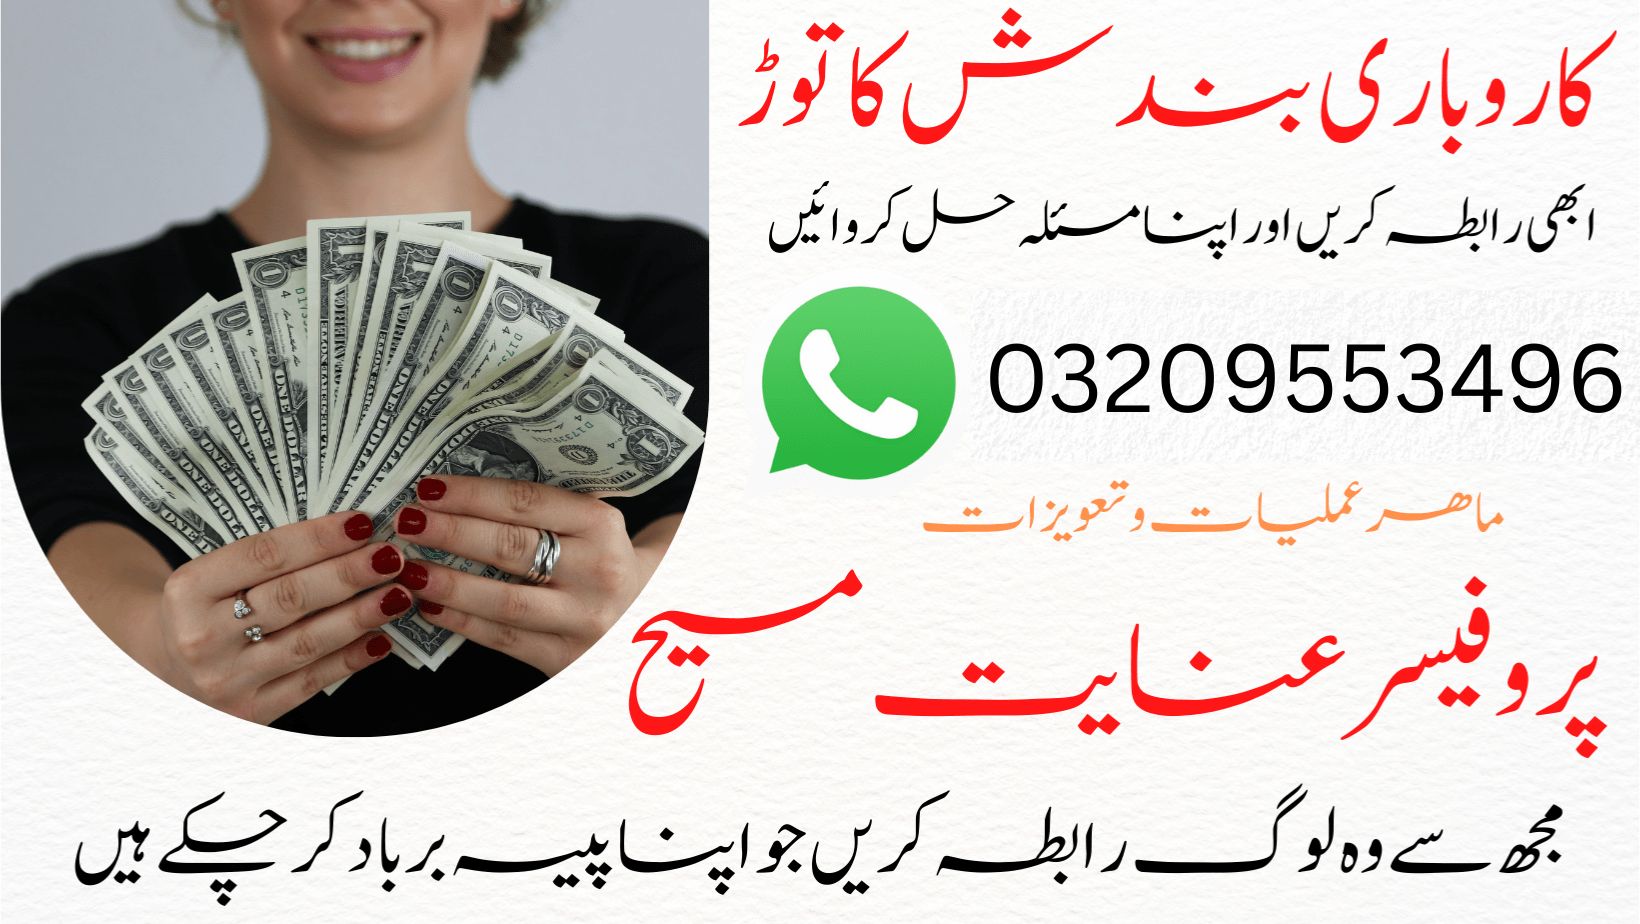 کاروباری بندش کا توڑ
ابھی رابطہ کریں اور اپنا مسئلہ حل کروائیں
03209553496
ماھر عملیات و تعویزات
پروفیسر عنایت مسیح
مجھ سے وہ لوگ رابطہ کریں جو اپنا پیسہ برباد کر چکے ہیں